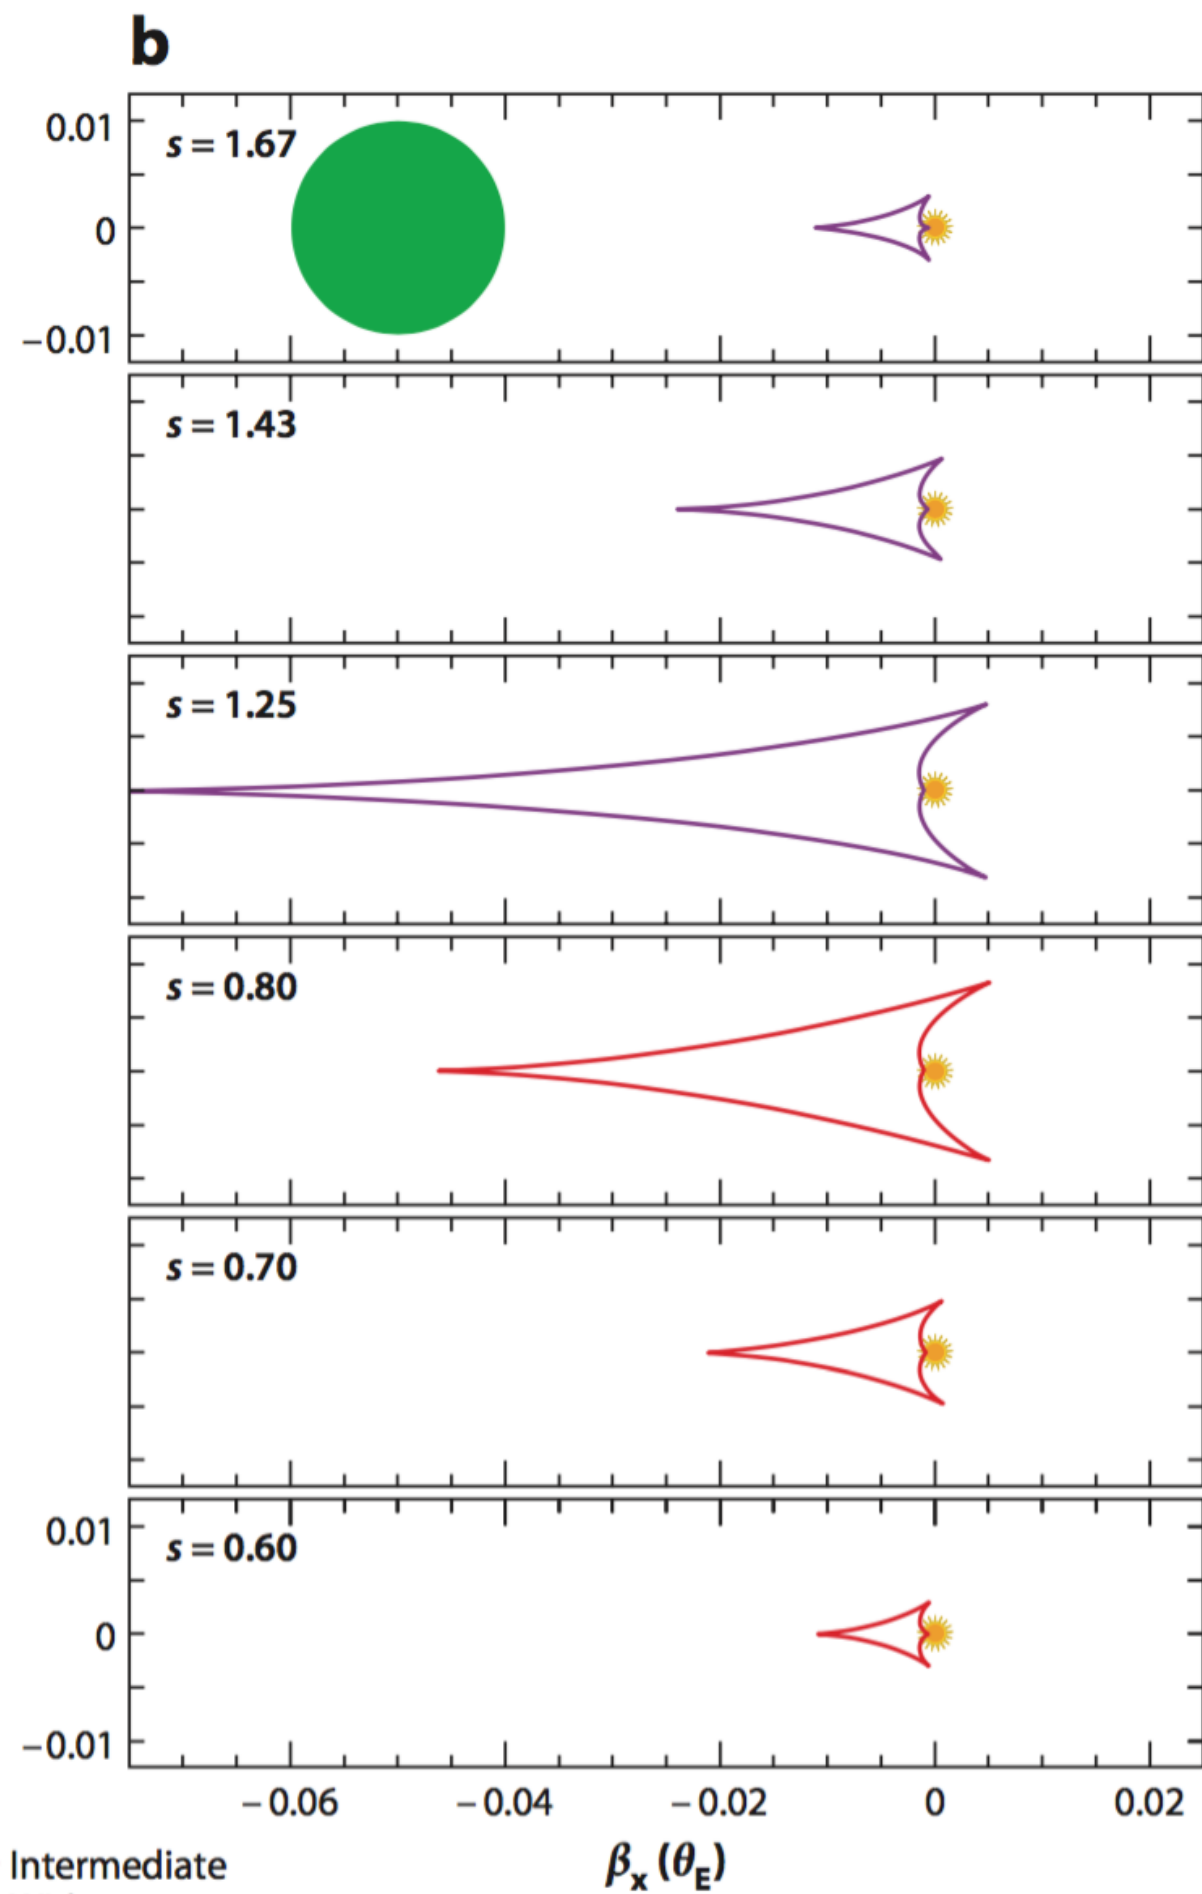 b
0.01
s = 1.67
0
−0.01
s = 1.43
s = 1.25
s = 0.80
s = 0.70
0.01
s = 0.60
0
−0.01
−0.06 −0.04 −0.02 0 0.02
βx (θE)
Intermediate